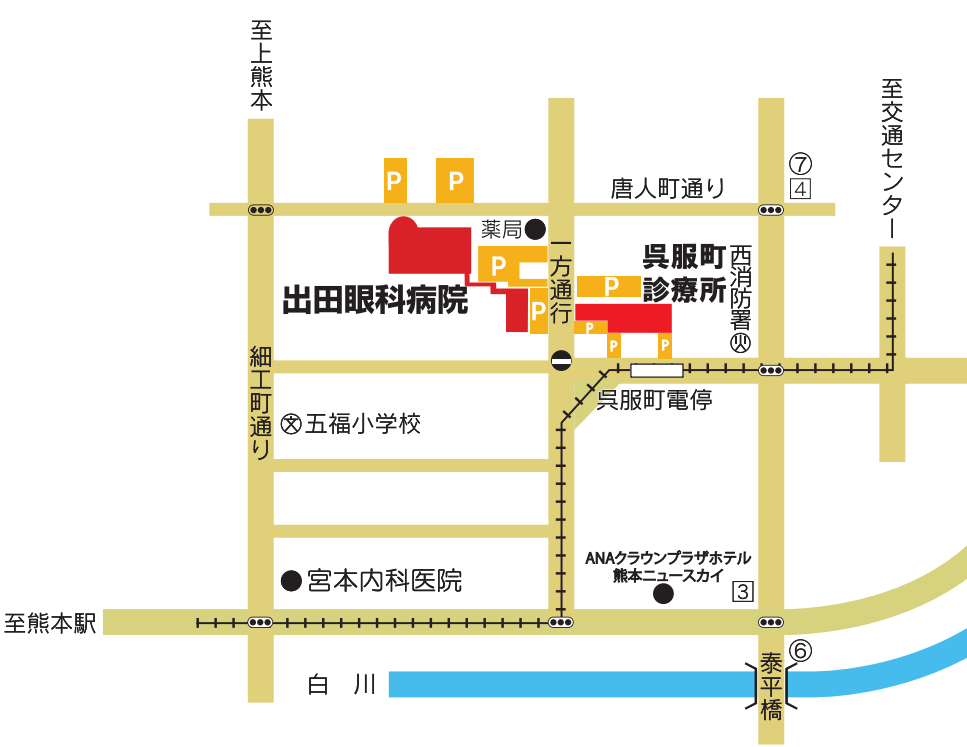 至上熊本
至交通センター
⑦
4
唐人町通り
P
P
薬局
一方通行
呉服町
診療所
西消防署
P
P
P
P
P
P
出田眼科病院
細工町通り
文
五福小学校
呉服町電停
ANAクラウンプラザホテル
熊本ニュースカイ
3
宮本内科医院
至熊本駅
⑥
泰平橋
白 川